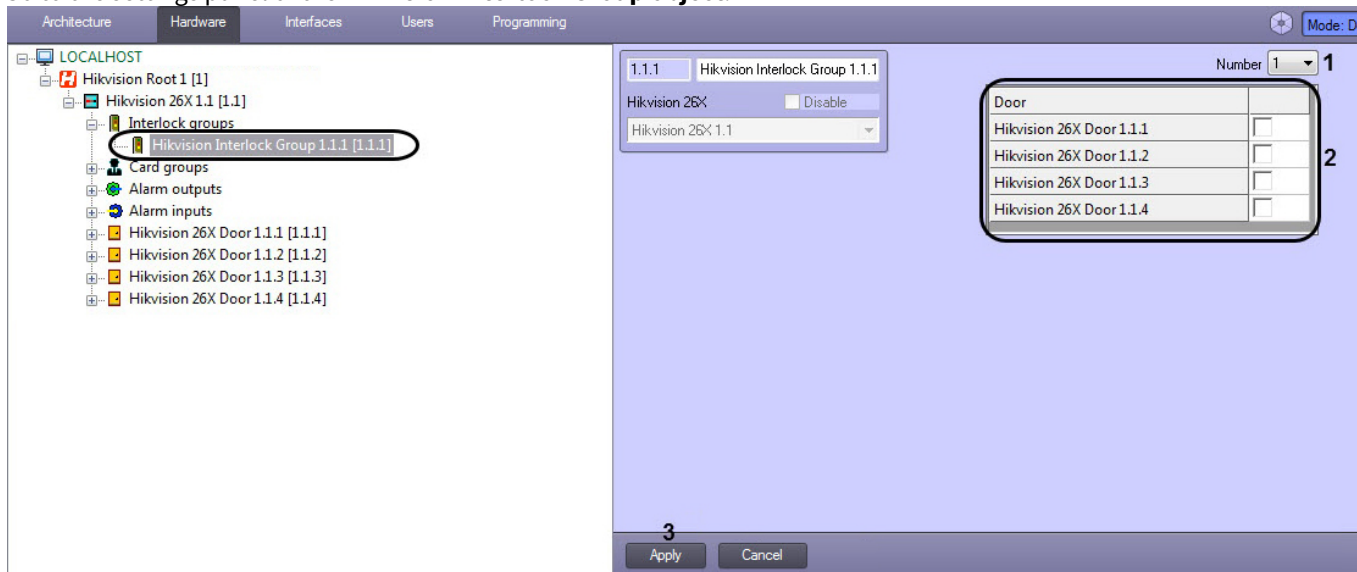 Architecture Hardware Interfaces Users Programming Mode: D
LOCALHOST
Hikvision Root 1 [1]
Hikvision 26X 1.1 [1.1]
Interlock groups
Hikvision Interlock Group 1.1.1 [1.1.1]
Card groups
Alarm outputs
Alarm inputs
Hikvision 26X Door 1.1.1 [1.1.1]
Hikvision 26X Door 1.1.2 [1.1.2]
Hikvision 26X Door 1.1.3 [1.1.3]
Hikvision 26X Door 1.1.4 [1.1.4]
1.1.1 Hikvision Interlock Group 1.1.1
Hikvision 26X Disable
Hikvision 26X 1.1
Number 1 1
Door
Hikvision 26X Door 1.1.1
Hikvision 26X Door 1.1.2
2
Hikvision 26X Door 1.1.3
Hikvision 26X Door 1.1.4
3
Apply Cancel